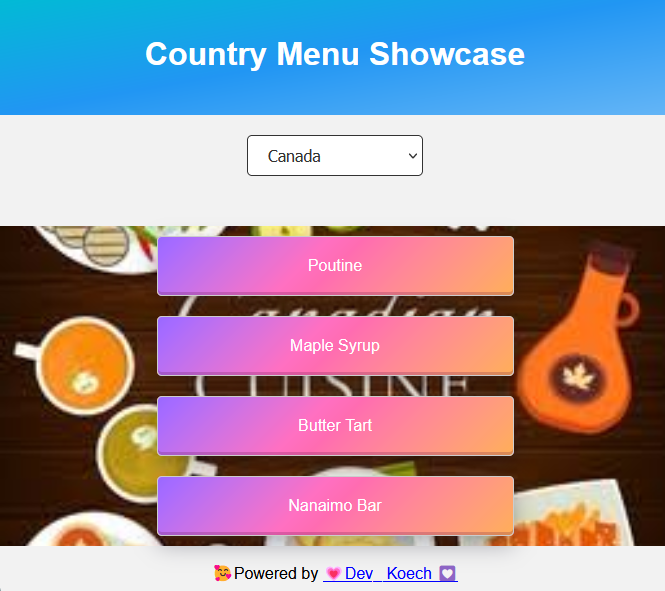 Country Menu Showcase
Canada
Poutine
Canadian
Maple Syrup
CUISINE
Butter Tart
Nanaimo Bar
🥰Powered by 💗Dev_ Koech 💟